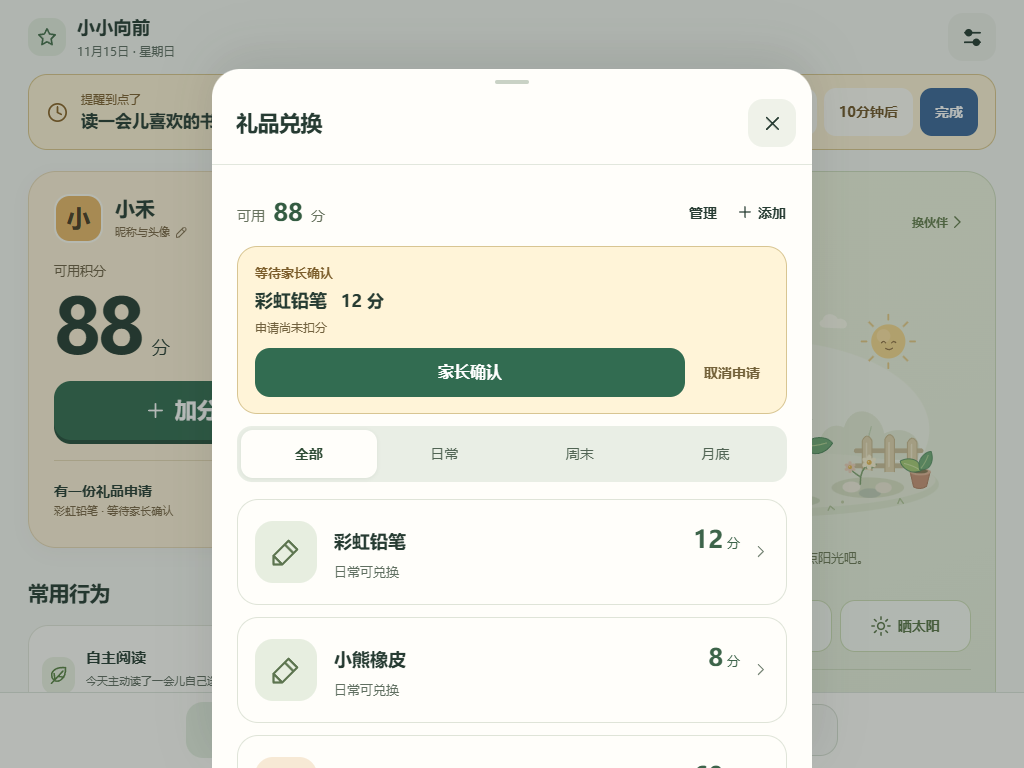 小小向前
11月15日 · 星期日
提醒到点了
读一会儿喜欢的书
10分钟后
完成
小
小禾
昵称与头像
可用积分
88 分
＋ 加分
有一份礼品申请
彩虹铅笔 · 等待家长确认
常用行为
自主阅读
今天主动读了一会儿自己
礼品兑换
可用 88 分
管理
＋ 添加
等待家长确认
彩虹铅笔 12 分
申请尚未扣分
家长确认
取消申请
全部
日常
周末
月底
彩虹铅笔
日常可兑换
12 分
小熊橡皮
日常可兑换
8 分
换伙伴
点阳光吧。
晒太阳